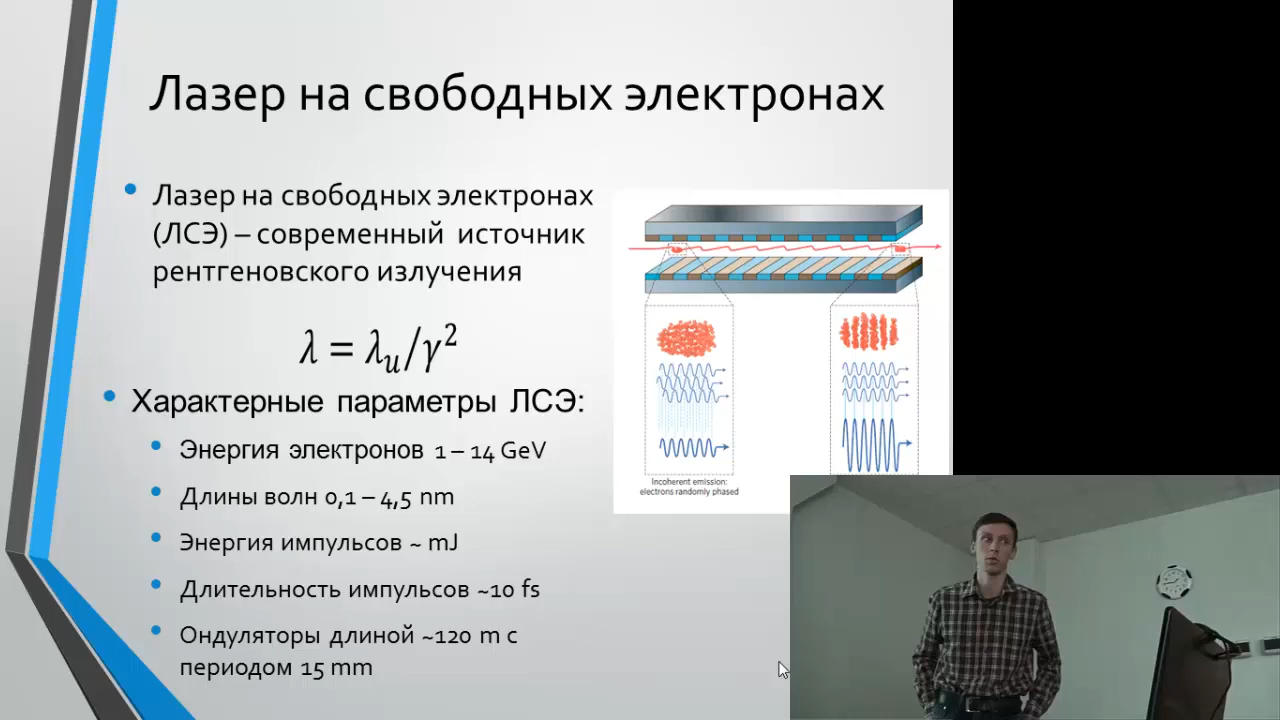 Лазер на свободных электронах
Лазер на свободных электронах
(ЛСЭ) – современный источник
рентгеновского излучения
λ = λᵤ/γ²
Характерные параметры ЛСЭ:
Энергия электронов 1 – 14 GeV
Длины волн 0,1 – 4,5 nm
Энергия импульсов ~ mJ
Длительность импульсов ~10 fs
Ондуляторы длиной ~120 m с
периодом 15 mm
Incoherent emission:
electrons randomly phased